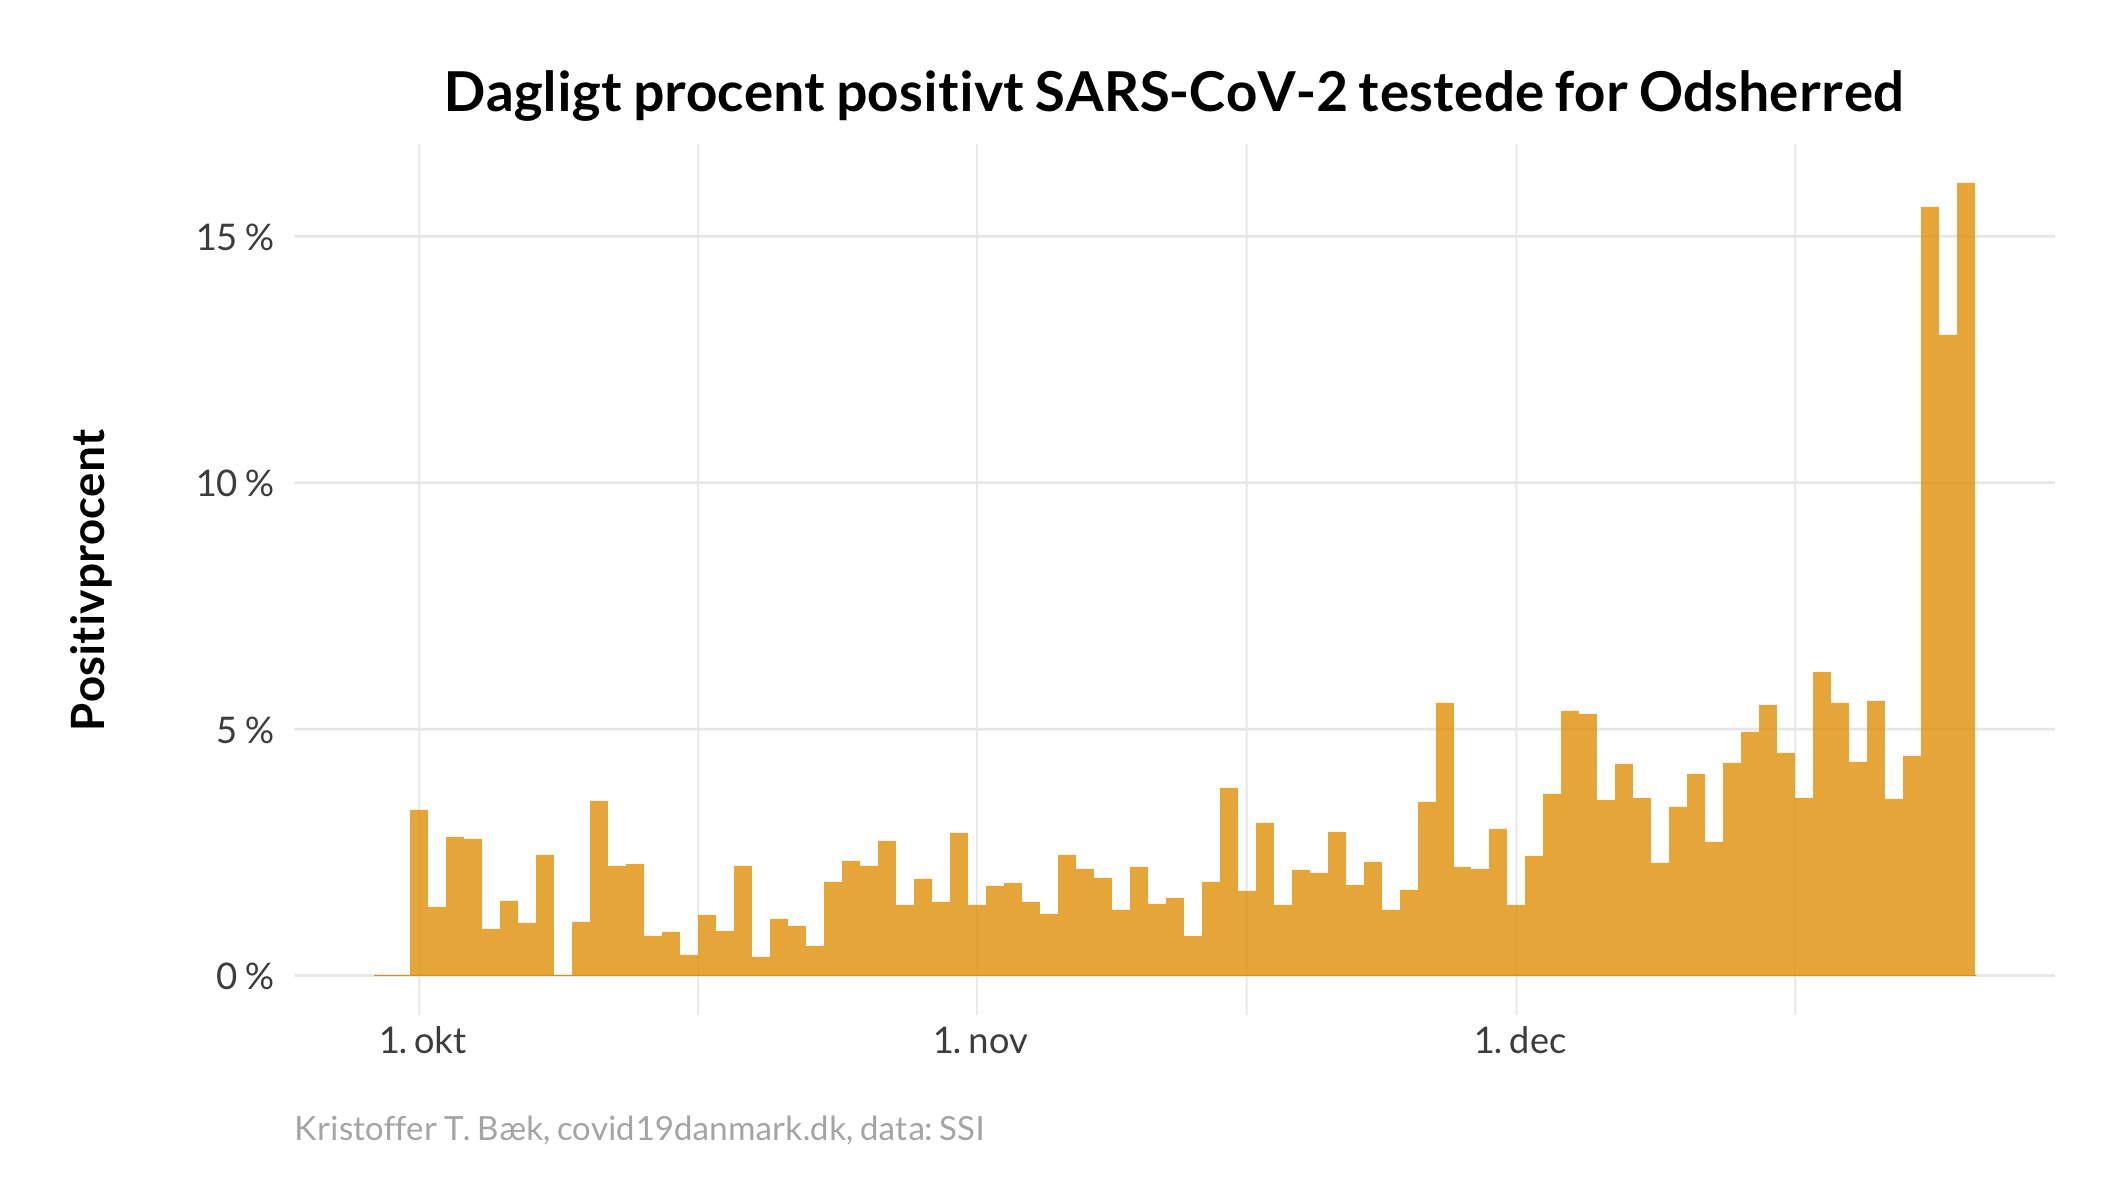 Dagligt procent positivt SARS-CoV-2 testede for Odsherred
Positivprocent
15 %
10 %
5 %
0 %
1. okt
1. nov
1. dec
Kristoffer T. Bæk, covid19danmark.dk, data: SSI